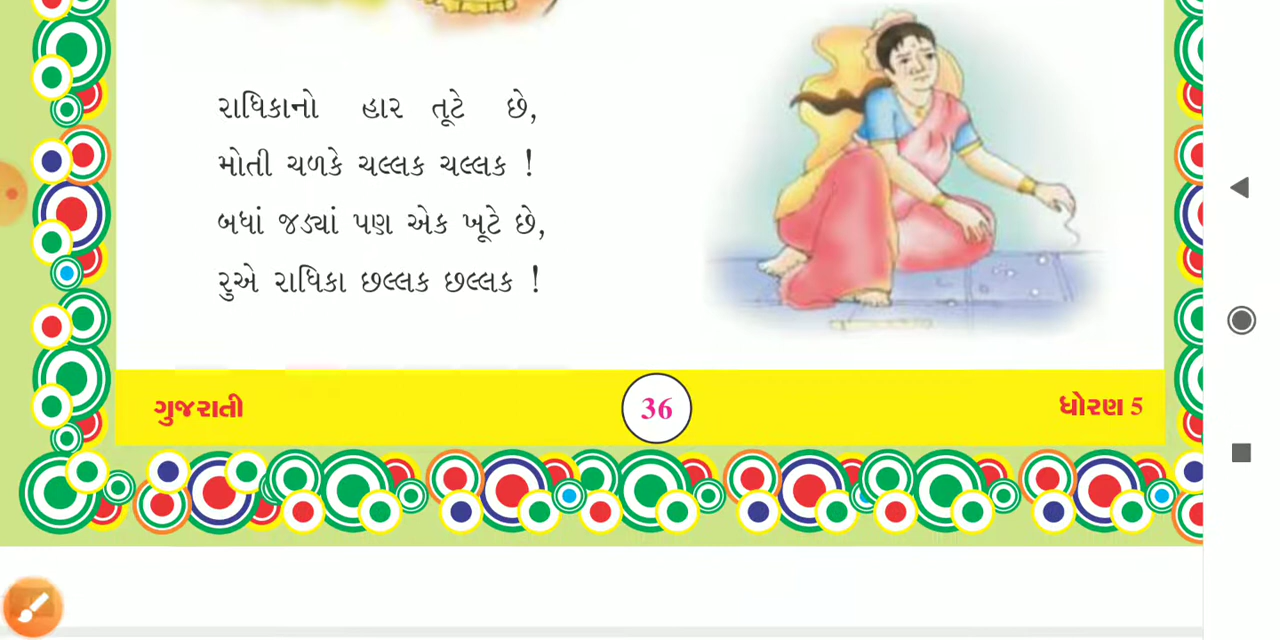 રાધિકાનો હાર તૂટે છે,
મોતી ચળકે ચલ્લક ચલ્લક !
બધાં જડ્યાં પણ એક ખૂટે છે,
રુએ રાધિકા છલ્લક છલ્લક !
ગુજરાતી
36
ધોરણ 5